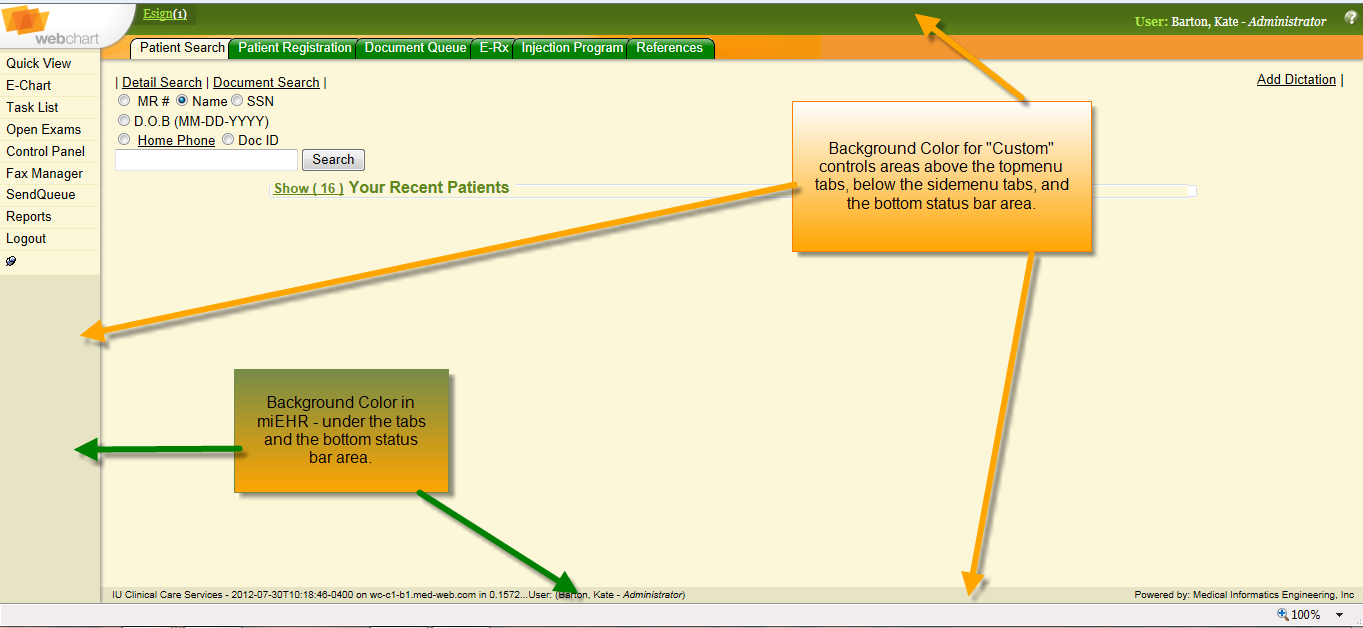 Esign(1)
User: Barton, Kate - Administrator
?
webchart
Patient Search
Patient Registration
Document Queue
E-Rx
Injection Program
References
Quick View
E-Chart
Task List
Open Exams
Control Panel
Fax Manager
SendQueue
Reports
Logout
| Detail Search | Document Search |
Add Dictation |
MR # Name SSN
D.O.B (MM-DD-YYYY)
Home Phone Doc ID
Search
Show ( 16 ) Your Recent Patients
Background Color for "Custom"
controls areas above the topmenu
tabs, below the sidemenu tabs, and
the bottom status bar area.
Background Color in
miEHR - under the tabs
and the bottom status
bar area.
IU Clinical Care Services - 2012-07-30T10:18:46-0400 on wc-c1-b1.med-web.com in 0.1572...User: (Barton, Kate - Administrator)
Powered by: Medical Informatics Engineering, Inc
100%